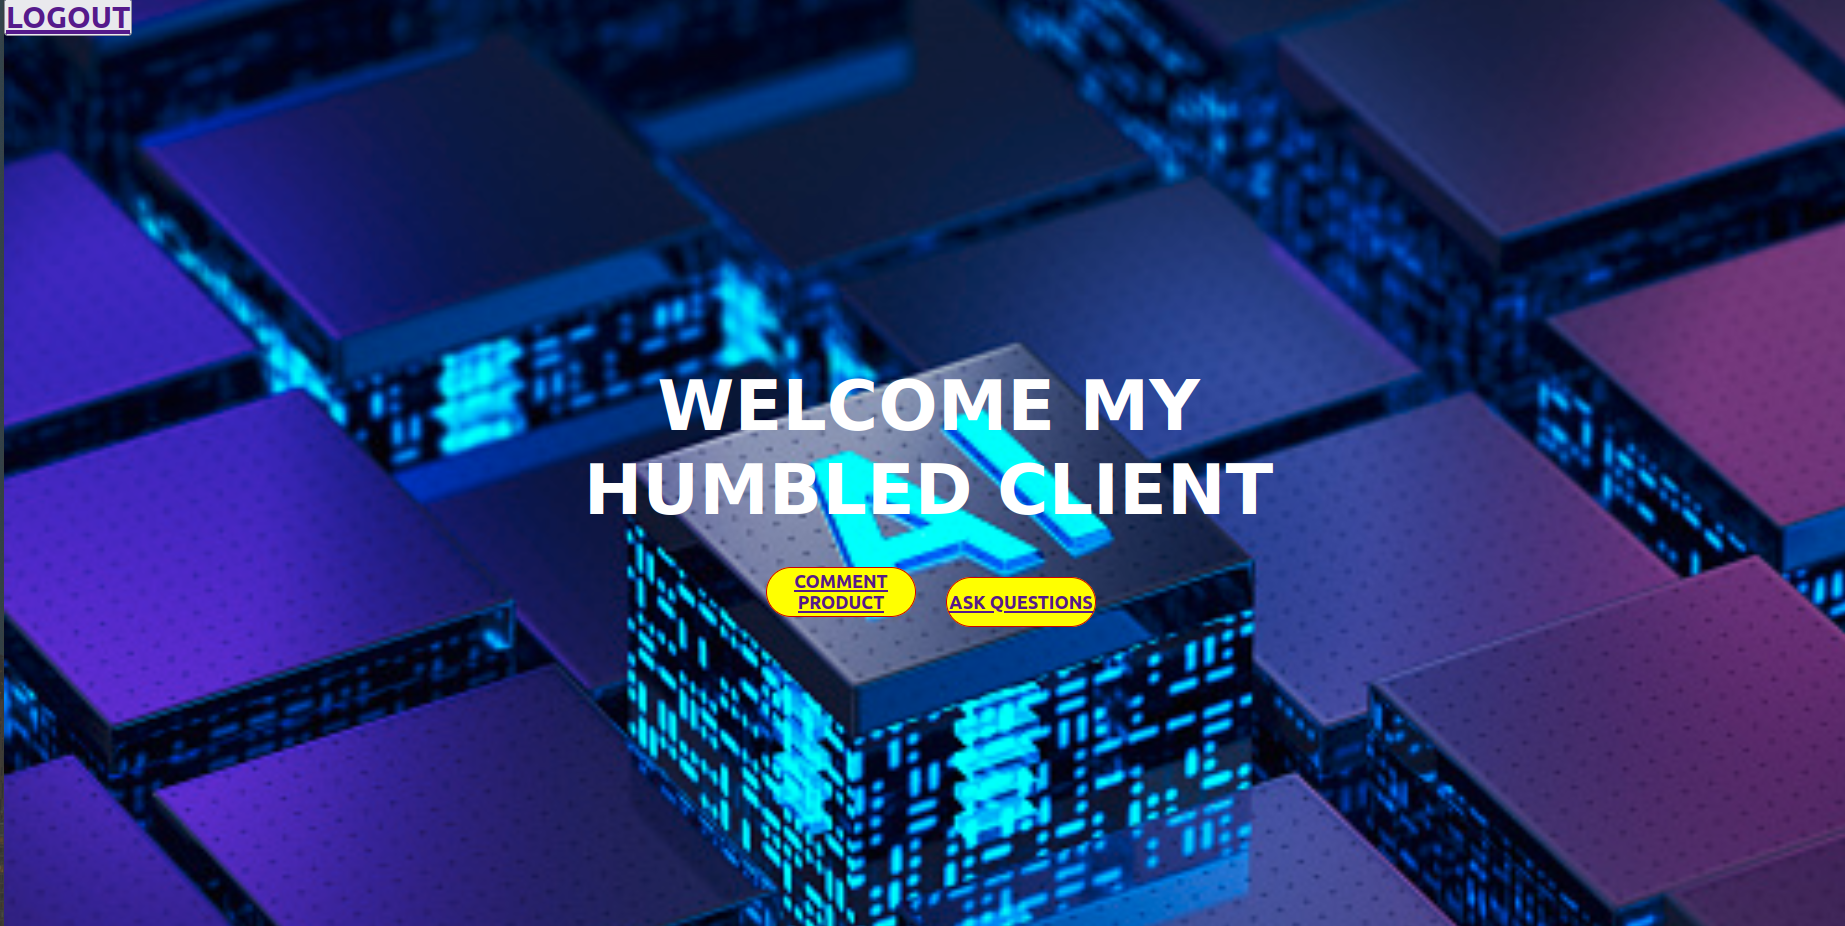 LOGOUT
WELCOME MY
HUMBLED CLIENT
AI
COMMENT
PRODUCT
ASK QUESTIONS